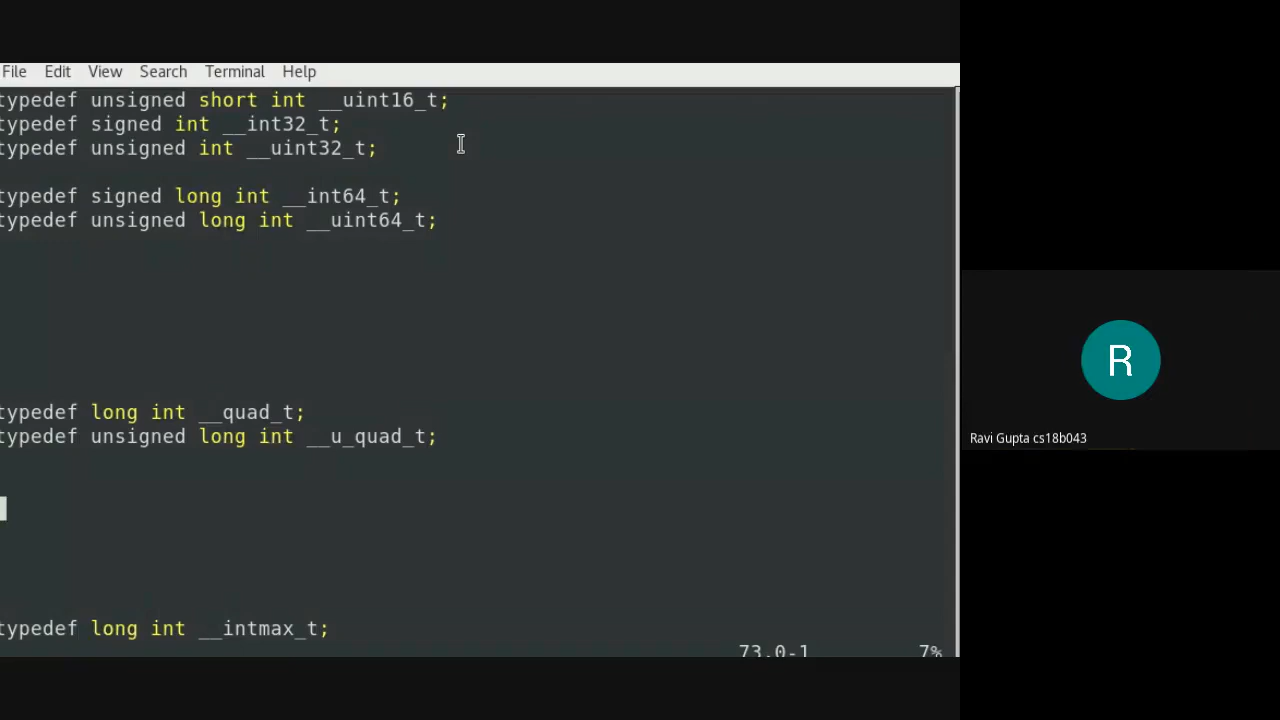 File Edit View Search Terminal Help
typedef unsigned short int __uint16_t;
typedef signed int __int32_t;
typedef unsigned int __uint32_t;
typedef signed long int __int64_t;
typedef unsigned long int __uint64_t;
typedef long int __quad_t;
typedef unsigned long int __u_quad_t;
typedef long int __intmax_t;
73,0-1 7%
R
Ravi Gupta cs18b043